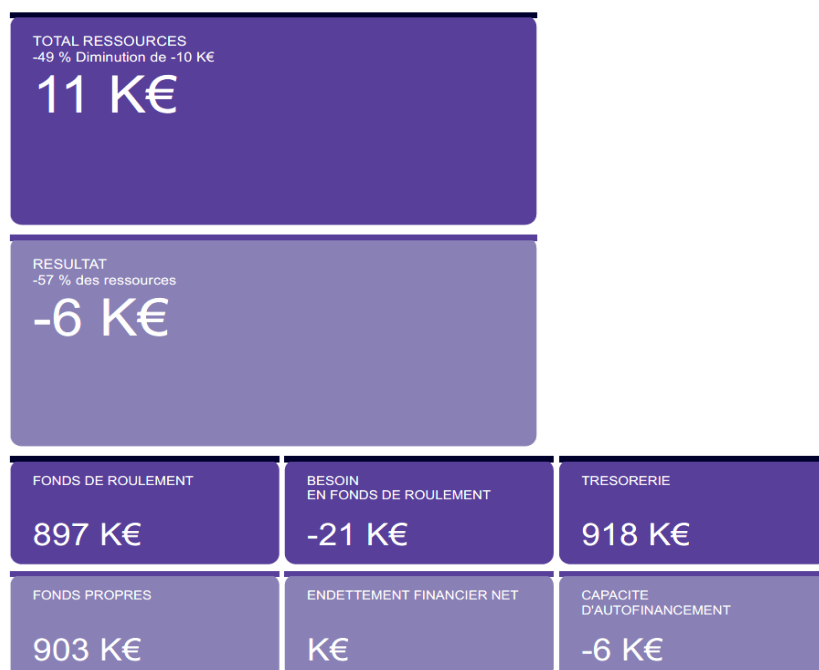 TOTAL RESSOURCES
-49 % Diminution de -10 K€
11 K€
RESULTAT
-57 % des ressources
-6 K€
FONDS DE ROULEMENT
897 K€
BESOIN
EN FONDS DE ROULEMENT
-21 K€
TRESORERIE
918 K€
FONDS PROPRES
903 K€
ENDETTEMENT FINANCIER NET
K€
CAPACITE
D'AUTOFINANCEMENT
-6 K€